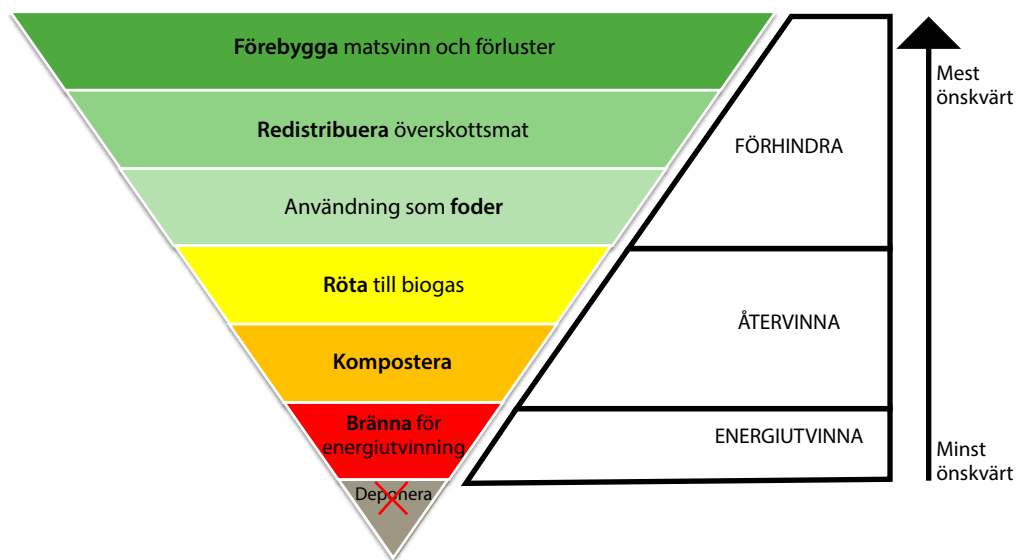 Förebygga matsvinn och förluster
Redistribuera överskottsmat
Användning som foder
Röta till biogas
Kompostera
Bränna för
energiutvinning
Deponera
FÖRHINDRA
ÅTERVINNA
ENERGIUTVINNA
Mest
önskvärt
Minst
önskvärt